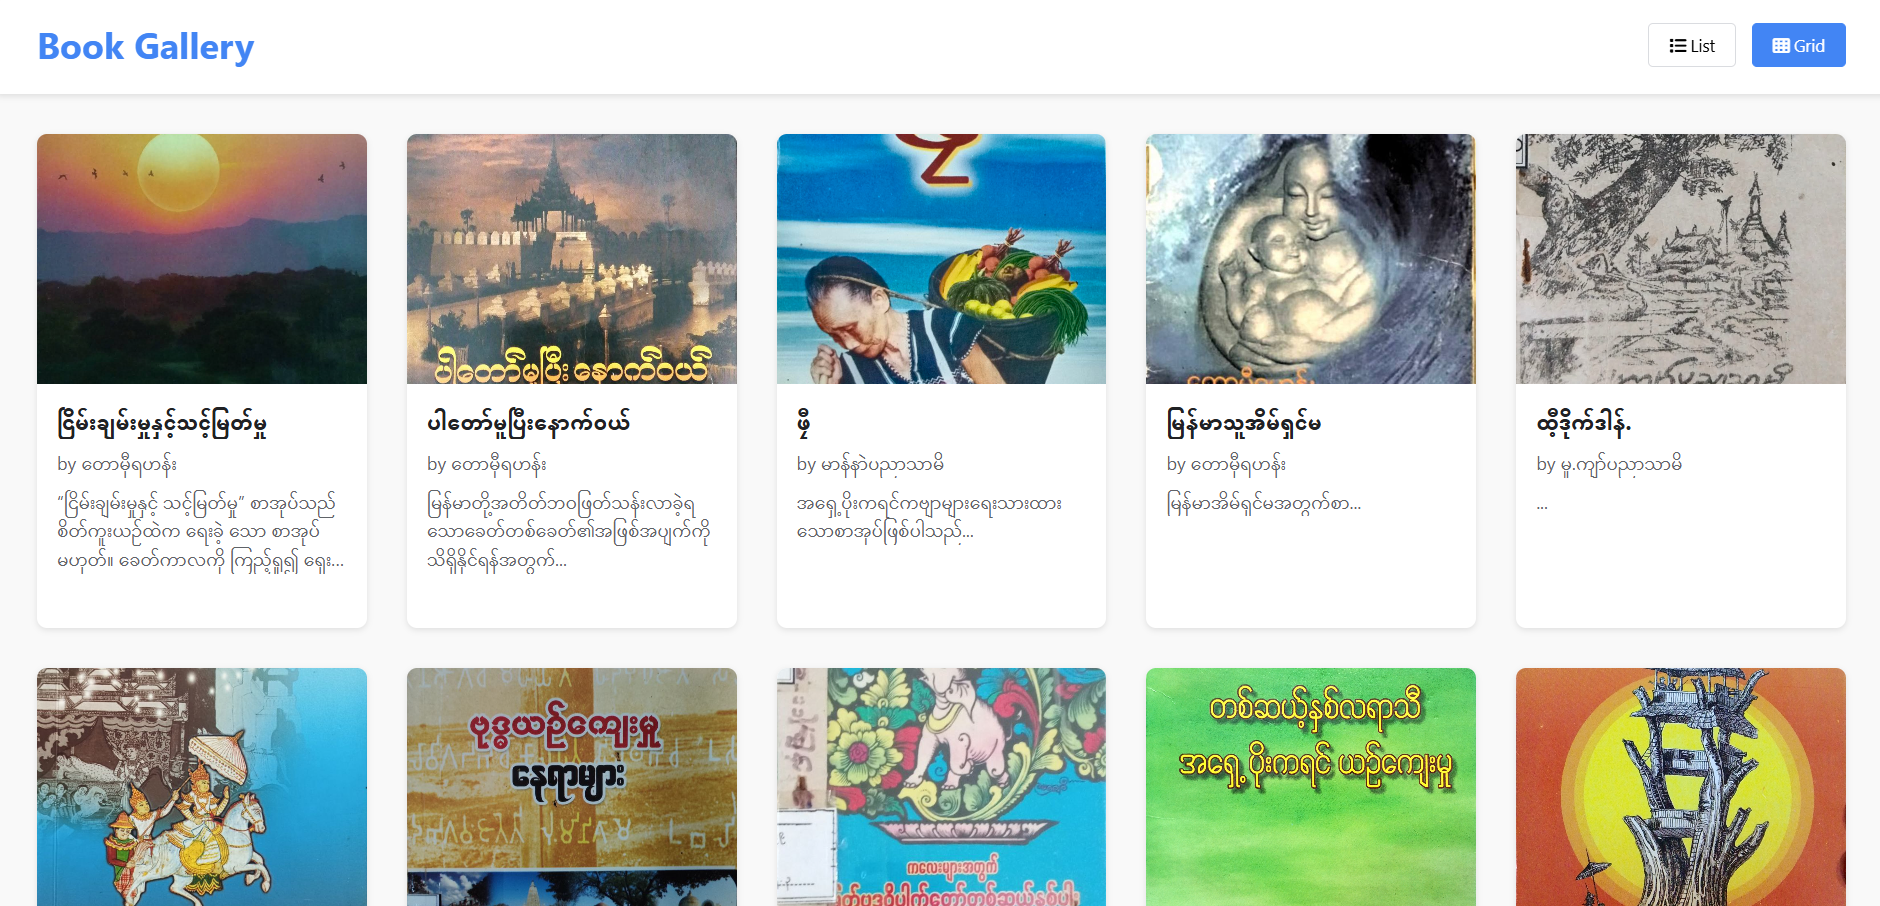 Book Gallery
List
Grid
ပါတော်မူပြီးနောက်ဝယ်
ငြိမ်းချမ်းမှုနှင့်သင့်မြတ်မှု
by တောမှီရဟန်း
“ငြိမ်းချမ်းမှုနှင့် သင့်မြတ်မှု” စာအုပ်သည်
စိတ်ကူးယဉ်ထဲက ရေးခဲ့ သော စာအုပ်
မဟုတ်။ ခေတ်ကာလကို ကြည့်ရှု၍ ရှေး...
ပါတော်မူပြီးနောက်ဝယ်
by တောမှီရဟန်း
မြန်မာတို့အတိတ်ဘဝဖြတ်သန်းလာခဲ့ရ
သောခေတ်တစ်ခေတ်၏အဖြစ်အပျက်ကို
သိရှိနိုင်ရန်အတွက်...
ဖှီ
by မာန်နာဲပညာသာမိ
အရှေ့ပိုးကရင်ကဗျာများရေးသားထား
သောစာအုပ်ဖြစ်ပါသည်...
မြန်မာသူအိမ်ရှင်မ
by တောမှီရဟန်း
မြန်မာအိမ်ရှင်မအတွက်စာ...
ထီ့ဒိုက်ဒါန်.
by မူ.ကျာ်ပညာသာမိ
...
ဗုဒ္ဓယဉ်ကျေးမှု
နေရာများ
ကလေးများအတွက်
တစ်ဆယ့်နှစ်လရာသီ
အရှေ့ ပိုးကရင် ယဉ်ကျေးမှု